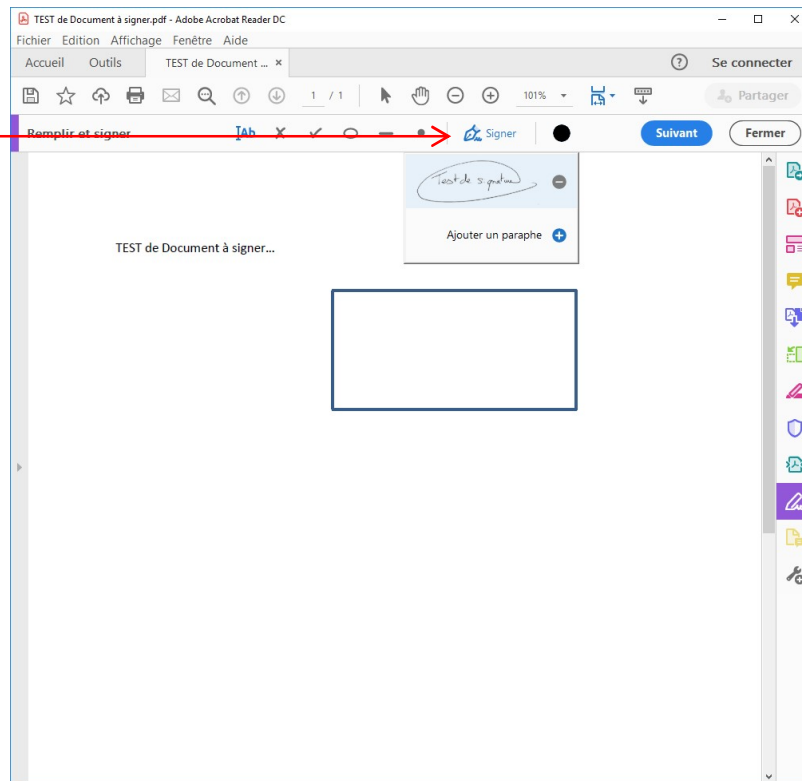 TEST de Document à signer.pdf - Adobe Acrobat Reader DC
Fichier Edition Affichage Fenêtre Aide
Accueil Outils TEST de Document ... × ? Se connecter
1 / 1 101% Partager
Remplir et signer IAb Signer Suivant Fermer
Test de signature
Ajouter un paraphe
TEST de Document à signer...